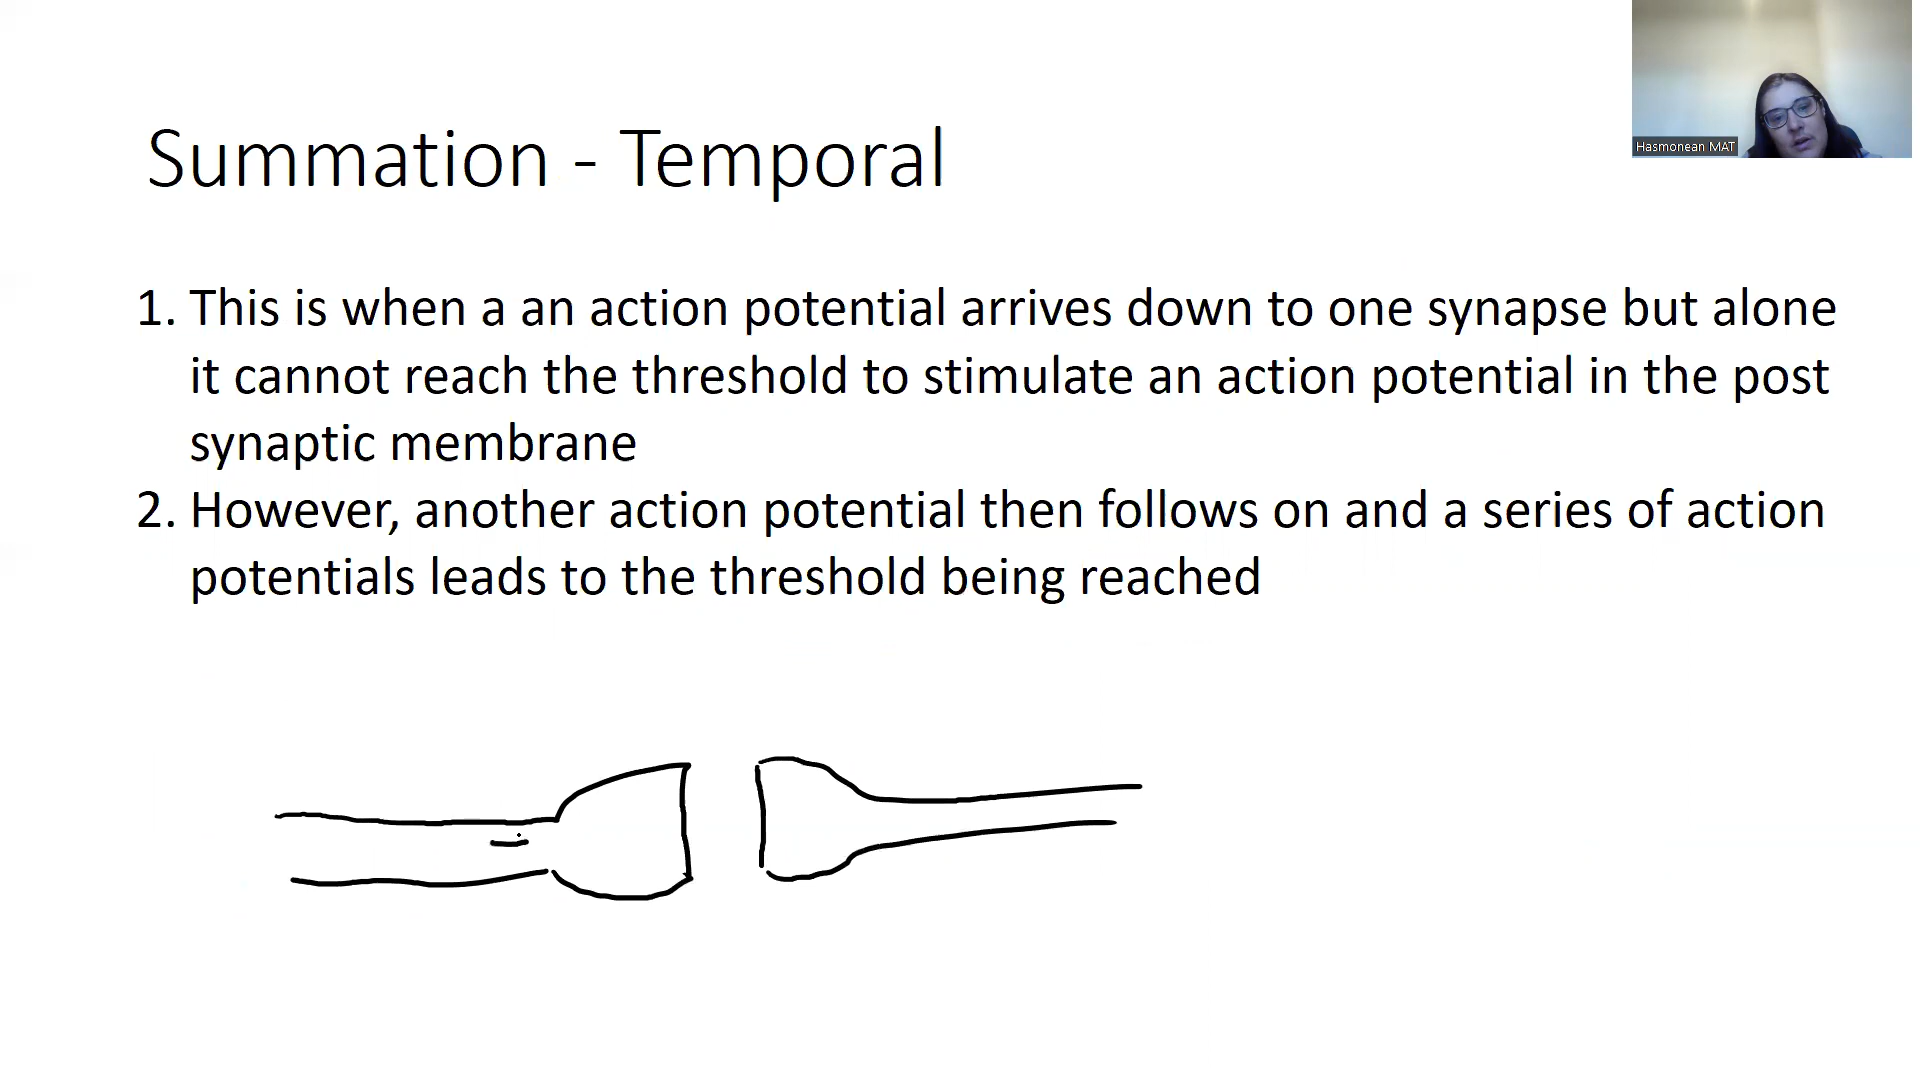 Hasmonean MAT
Summation - Temporal
1. This is when a an action potential arrives down to one synapse but alone
it cannot reach the threshold to stimulate an action potential in the post
synaptic membrane
2. However, another action potential then follows on and a series of action
potentials leads to the threshold being reached